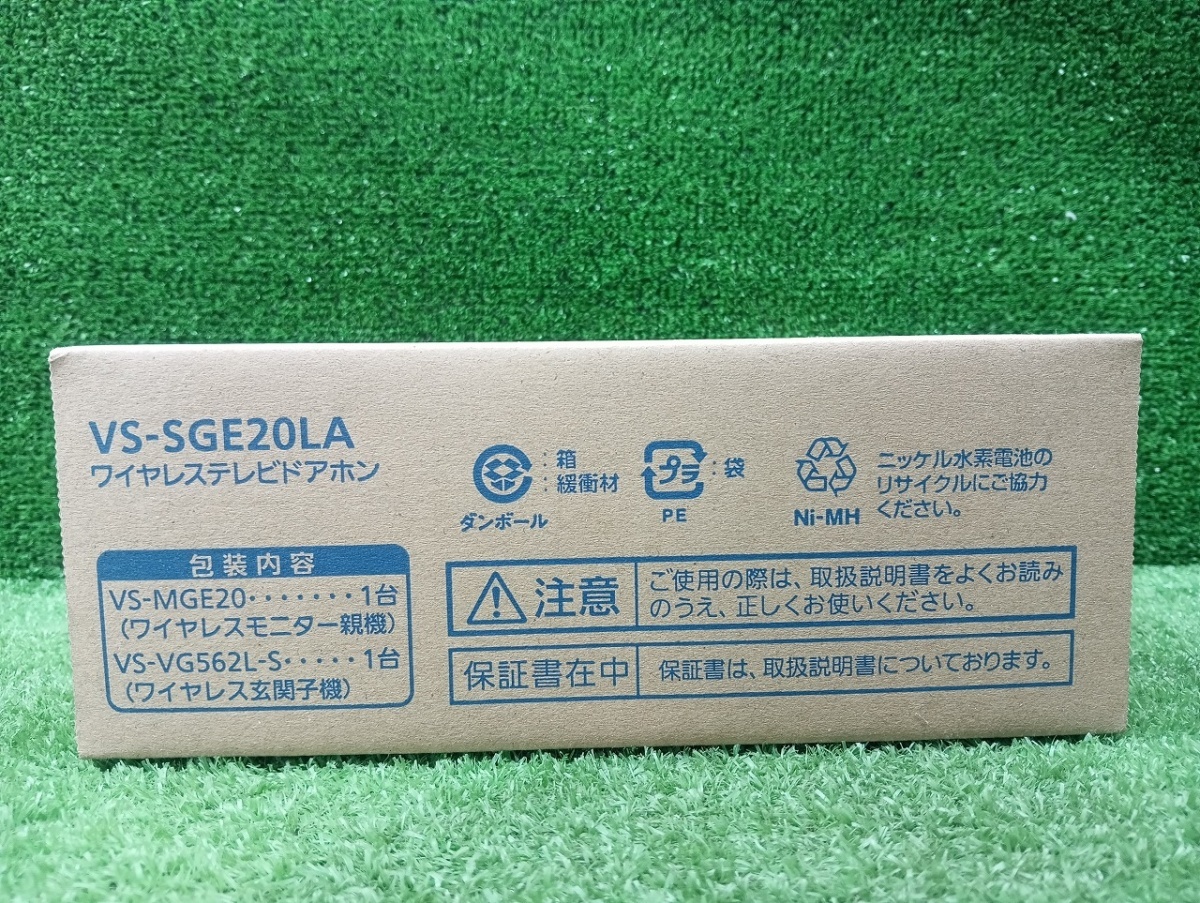 VS-SGE20LA
ワイヤレステレビドアホン
包装内容
VS-MGE20・・・・・・・1台
(ワイヤレスモニター親機)
VS-VG562L-S・・・・・1台
(ワイヤレス玄関子機)
:箱
:緩衝材
ダンボール
プラ
:袋
PE
Ni-MH
ニッケル水素電池の
リサイクルにご協力
ください。
注意
ご使用の際は、取扱説明書をよくお読み
のうえ、正しくお使いください。
保証書在中
保証書は、取扱説明書についております。